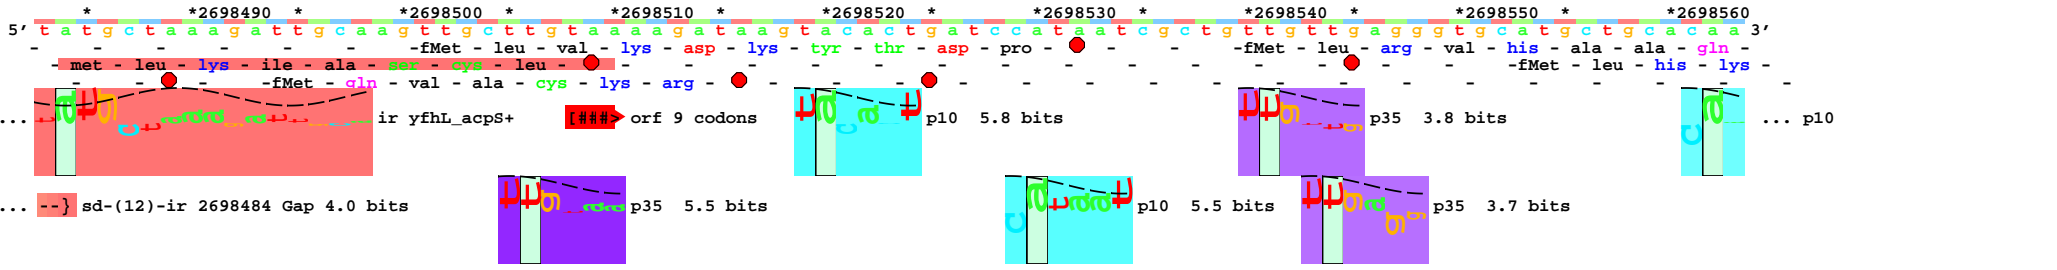 * *2698490 * *2698500 * *2698510 * *2698520 * *2698530 * *2698540 * *2698550 * *2698560
5' t a t g c t a a a g a t t g c a a g t t g c t t g t a a a a g a t a a g t a c a c t g a t c c a t a a t c g c t g t t g a g g g t g c a t g c t g c a c a a 3'
- - - - - - -fMet - leu - val - lys - asp - lys - tyr - thr - asp - pro - - - -fMet - leu - arg - val - his - ala - ala - gln -
- met - leu - lys - ile - ala - ser - cys - leu - - - - - - - - - - - - - - - -fMet - leu - his - lys -
- - - -fMet - gln - val - ala - cys - lys - arg - - - - - - - - - - - - - - - - - -
... t a t g c t a a a g a t t g c a ir yfhL_acpS+ [###> orf 9 codons t a c a c t p10 5.8 bits t t g t t g p35 3.8 bits c a c ... p10
... --} sd-(12)-ir 2698484 Gap 4.0 bits t t g t a a p35 5.5 bits c a t a a t p10 5.5 bits t t g a g g p35 3.7 bits